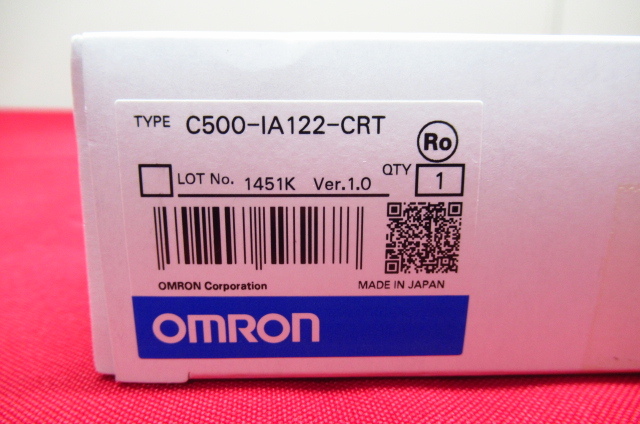 TYPE C500-IA122-CRT
Ro
LOT No. 1451K Ver.1.0 QTY 1
OMRON Corporation MADE IN JAPAN
OMRON